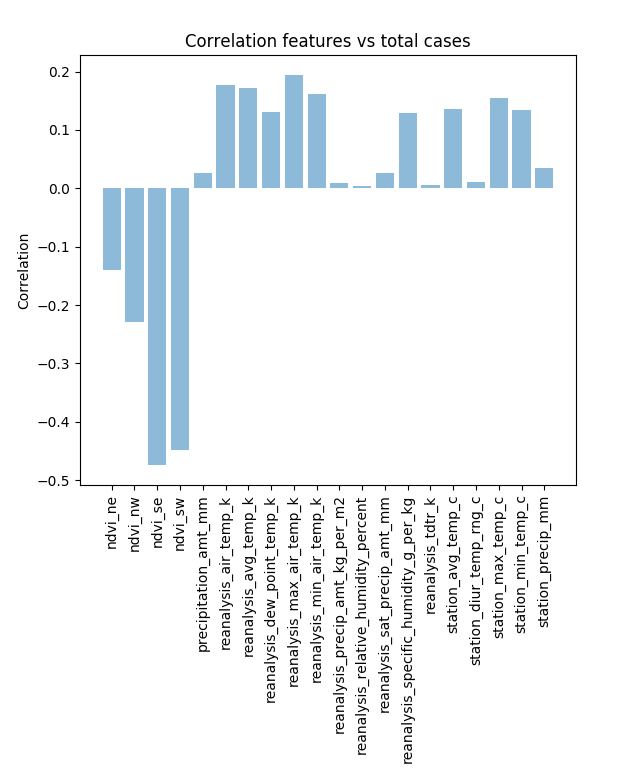 Correlation features vs total cases
Correlation
0.2
0.1
0.0
−0.1
−0.2
−0.3
−0.4
−0.5
ndvi_ne
ndvi_nw
ndvi_se
ndvi_sw
precipitation_amt_mm
reanalysis_air_temp_k
reanalysis_avg_temp_k
reanalysis_dew_point_temp_k
reanalysis_max_air_temp_k
reanalysis_min_air_temp_k
reanalysis_precip_amt_kg_per_m2
reanalysis_relative_humidity_percent
reanalysis_sat_precip_amt_mm
reanalysis_specific_humidity_g_per_kg
reanalysis_tdtr_k
station_avg_temp_c
station_diur_temp_rng_c
station_max_temp_c
station_min_temp_c
station_precip_mm